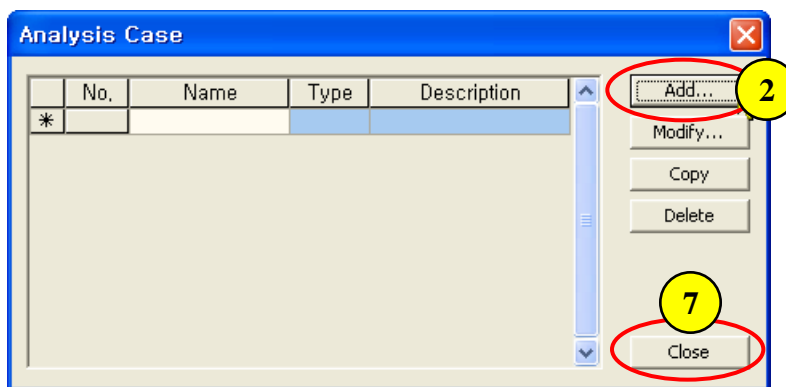 Analysis Case
No. Name Type Description
*
Add...
2
Modify...
Copy
Delete
7
Close